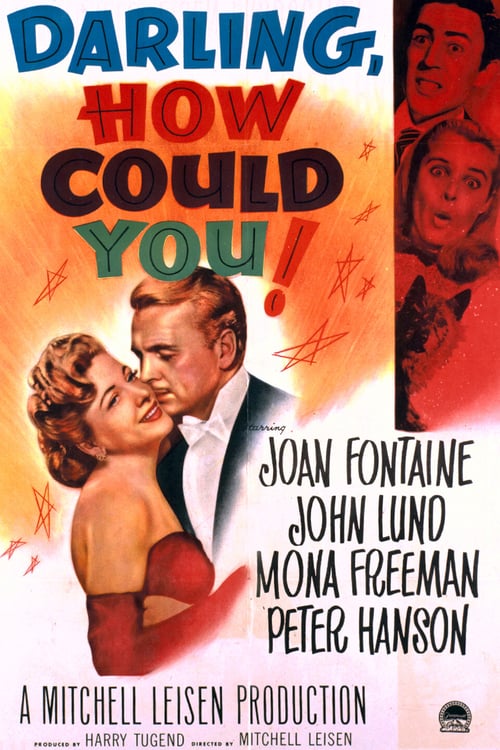 DARLING,
HOW
COULD
YOU!
starring
JOAN FONTAINE
JOHN LUND
MONA FREEMAN
PETER HANSON
A MITCHELL LEISEN PRODUCTION
PRODUCED BY HARRY TUGEND DIRECTED BY MITCHELL LEISEN